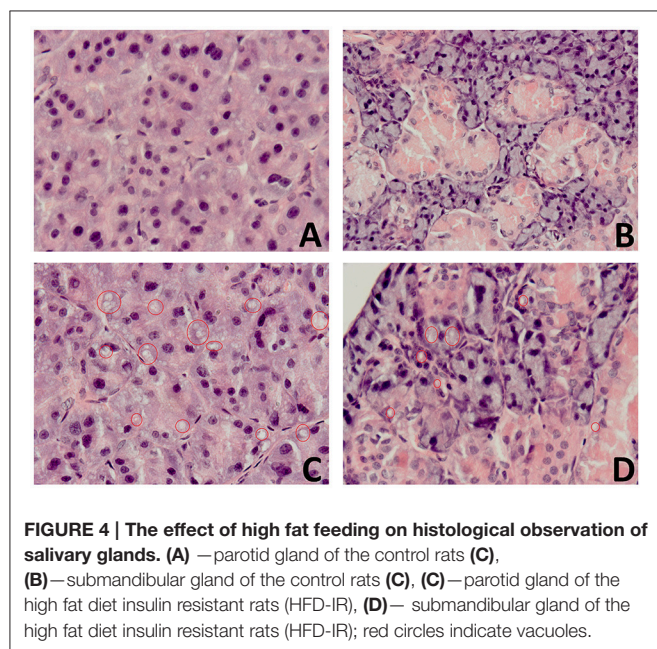 A
B
C
D
FIGURE 4 | The effect of high fat feeding on histological observation of
salivary glands. (A) —parotid gland of the control rats (C),
(B)—submandibular gland of the control rats (C), (C)—parotid gland of the
high fat diet insulin resistant rats (HFD-IR), (D)— submandibular gland of the
high fat diet insulin resistant rats (HFD-IR); red circles indicate vacuoles.